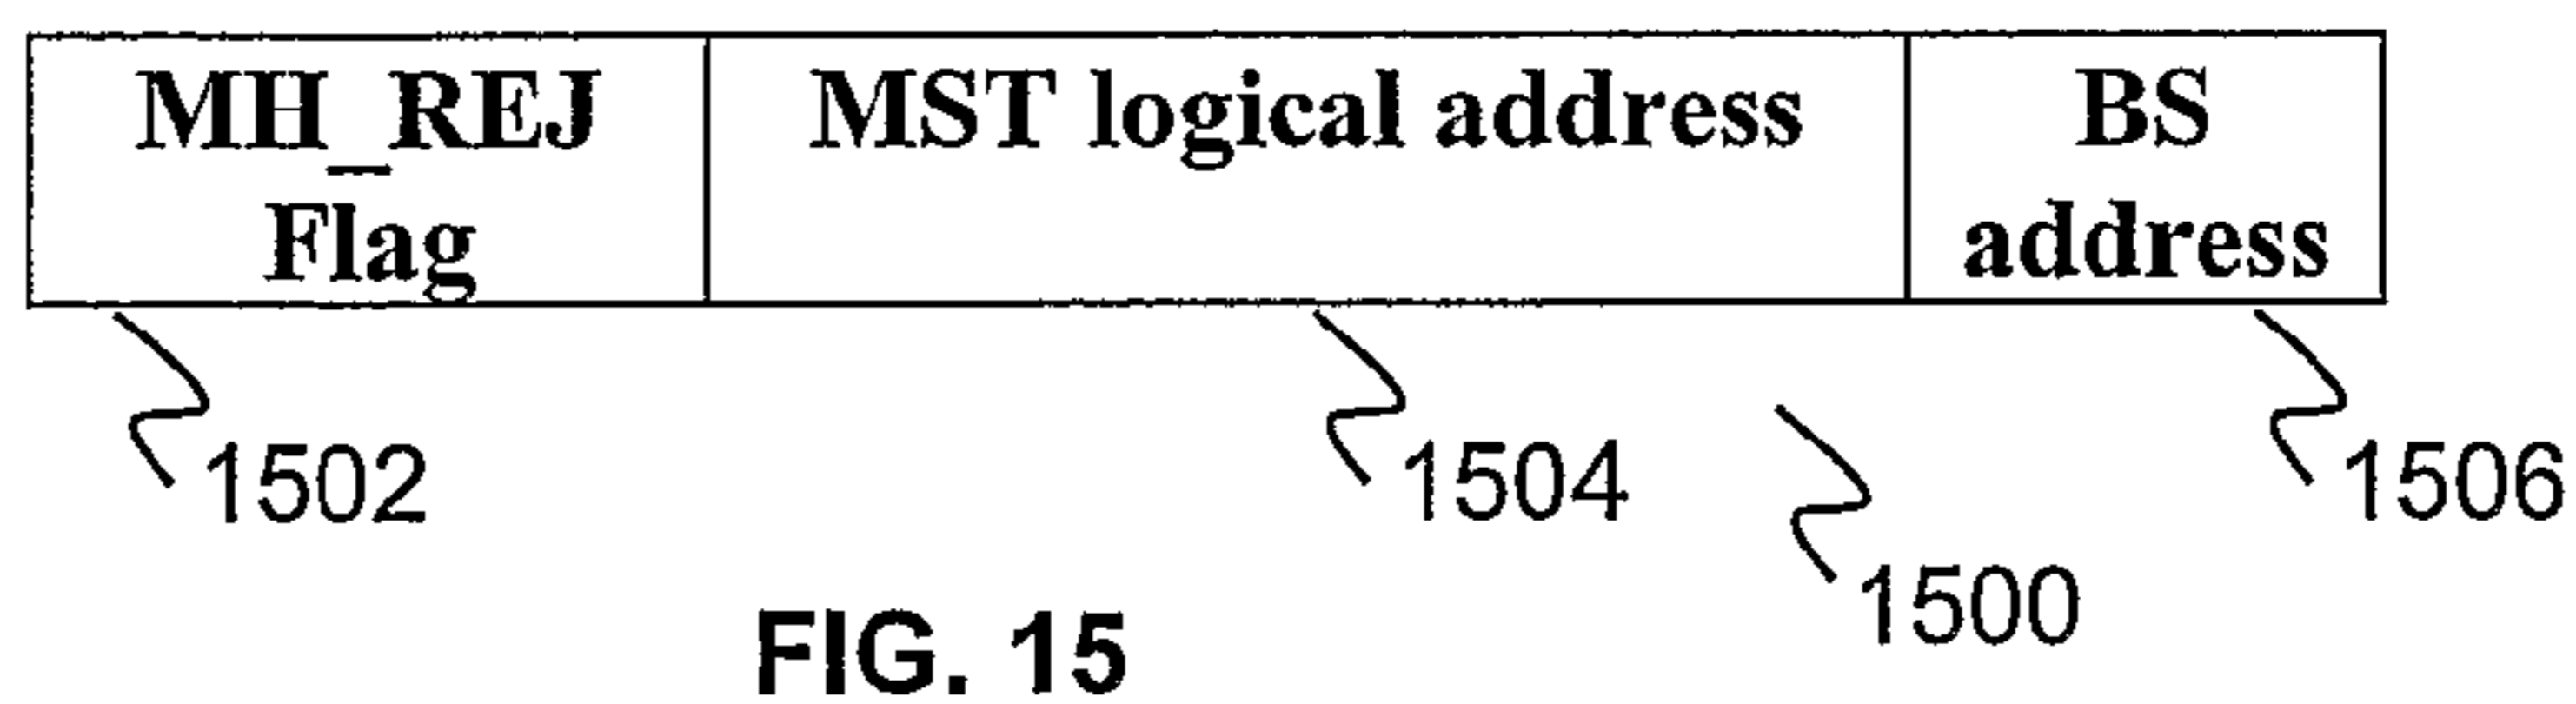 MH_REJ
Flag
MST logical address
BS
address
1502
1504
1506
1500
FIG. 15